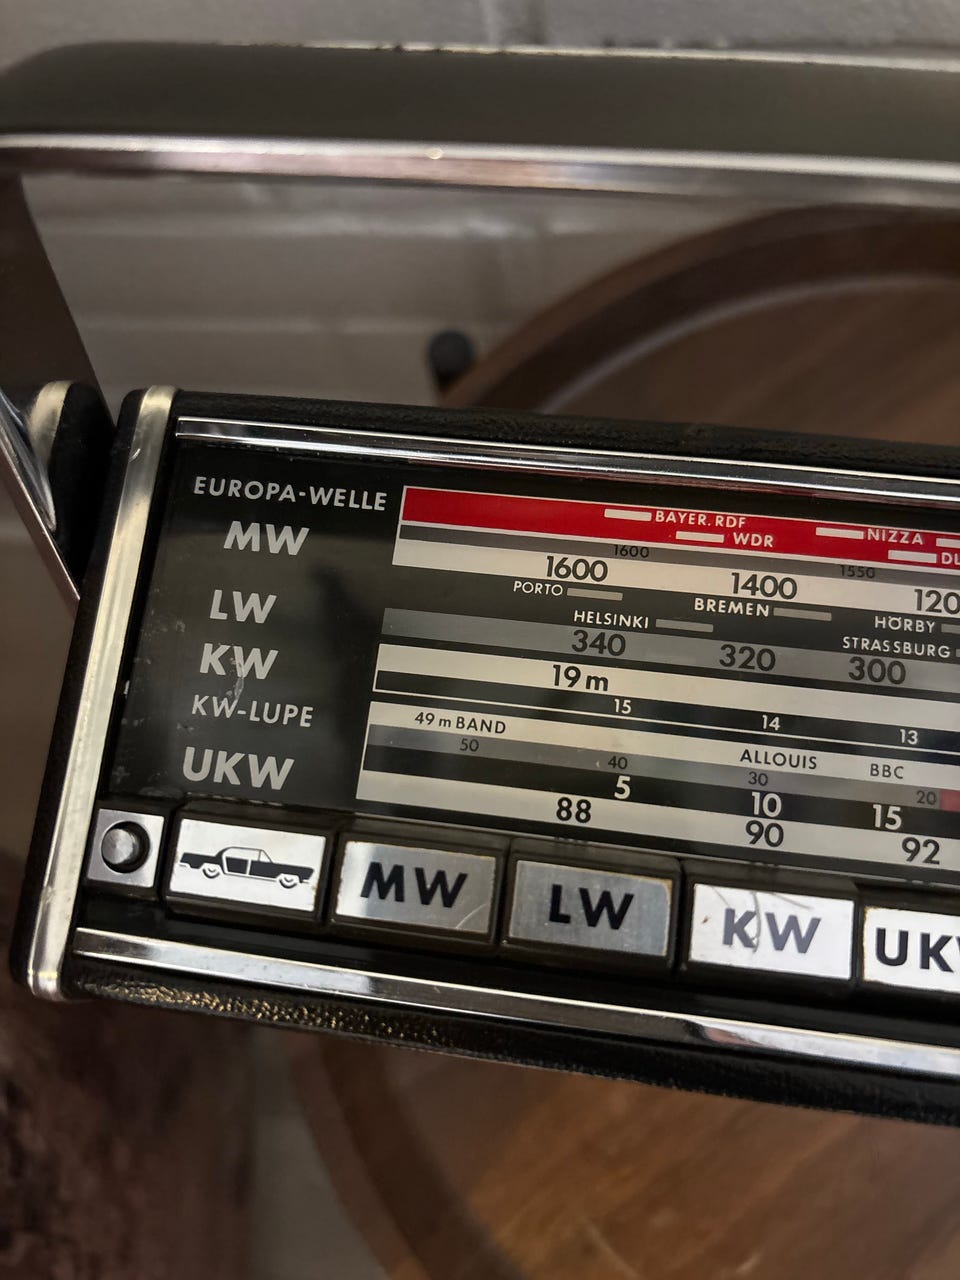 EUROPA-WELLE
BAYER.RDF NIZZA
WDR
MW
1600 1550
1600 1400
PORTO BREMEN HÖRBY
LW
HELSINKI STRASSBURG
340 320 300
KW
19 m
15 14 13
KW-LUPE
49 m BAND ALLOUIS BBC
50 40 30 20
UKW
5 10 15
88 90 92
MW LW KW